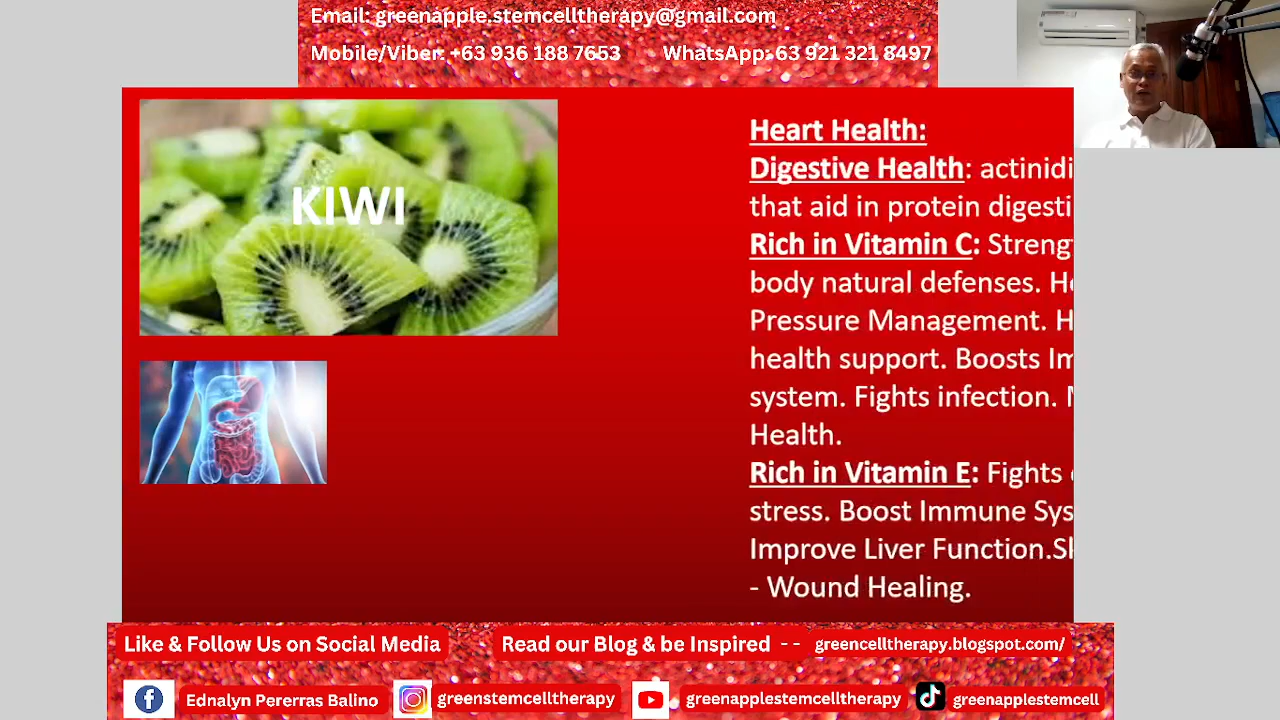 Email: greenapple.stemcelltherapy@gmail.com
Mobile/Viber: +63 936 188 7653 WhatsApp: 63 921 321 8497
KIWI
Heart Health:
Digestive Health: actinidi
that aid in protein digesti
Rich in Vitamin C: Streng
body natural defenses. He
Pressure Management. H
health support. Boosts Im
system. Fights infection.
Health.
Rich in Vitamin E: Fights
stress. Boost Immune Sys
Improve Liver Function.Sk
- Wound Healing.
Like & Follow Us on Social Media Read our Blog & be Inspired - - greencelltherapy.blogspot.com/
Ednalyn Pererras Balino greenstemcelltherapy greenapplestemcelltherapy greenapplestemcell